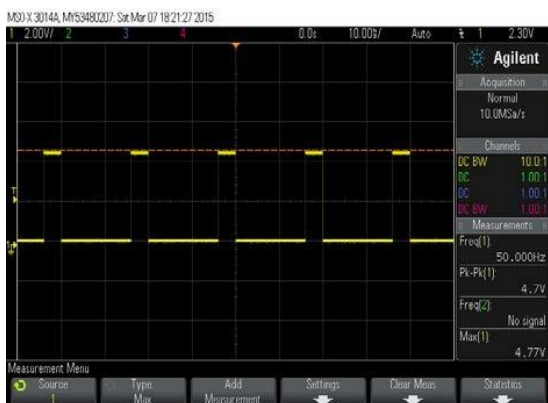 MSO-X 3014A, MY53480207: Sat Mar 07 18:21:27 2015
1 2.00V/ 2 3 4 0.0s 10.00ms/ Auto 1 2.30V
Agilent
Acquisition
Normal
10.0MSa/s
Channels
DC BW 10.0:1
DC 1.00:1
DC 1.00:1
DC BW 1.00:1
Measurements
Freq(1):
50.000Hz
Pk-Pk(1):
4.7V
Freq(2):
No signal
Max(1)
4.77V
Measurement Menu
Source
1
Type
Max
Add
Measurement
Settings
Clear Meas
Statistics